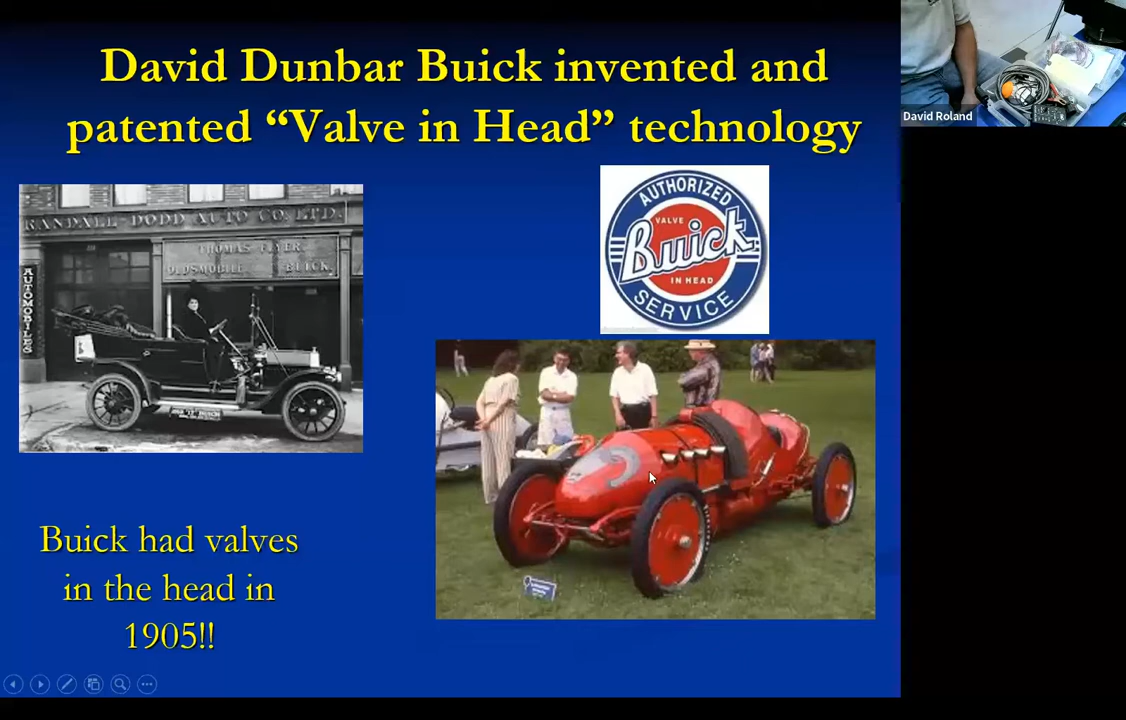 David Dunbar Buick invented and
patented “Valve in Head” technology
David Roland
RANDALL-DODD AUTO CO. LTD.
THOMAS FLYER
OLDSMOBILE BUICK
AUTOMOBILES
AUTHORIZED
VALVE
Buick
IN HEAD
SERVICE
Buick had valves
in the head in
1905!!